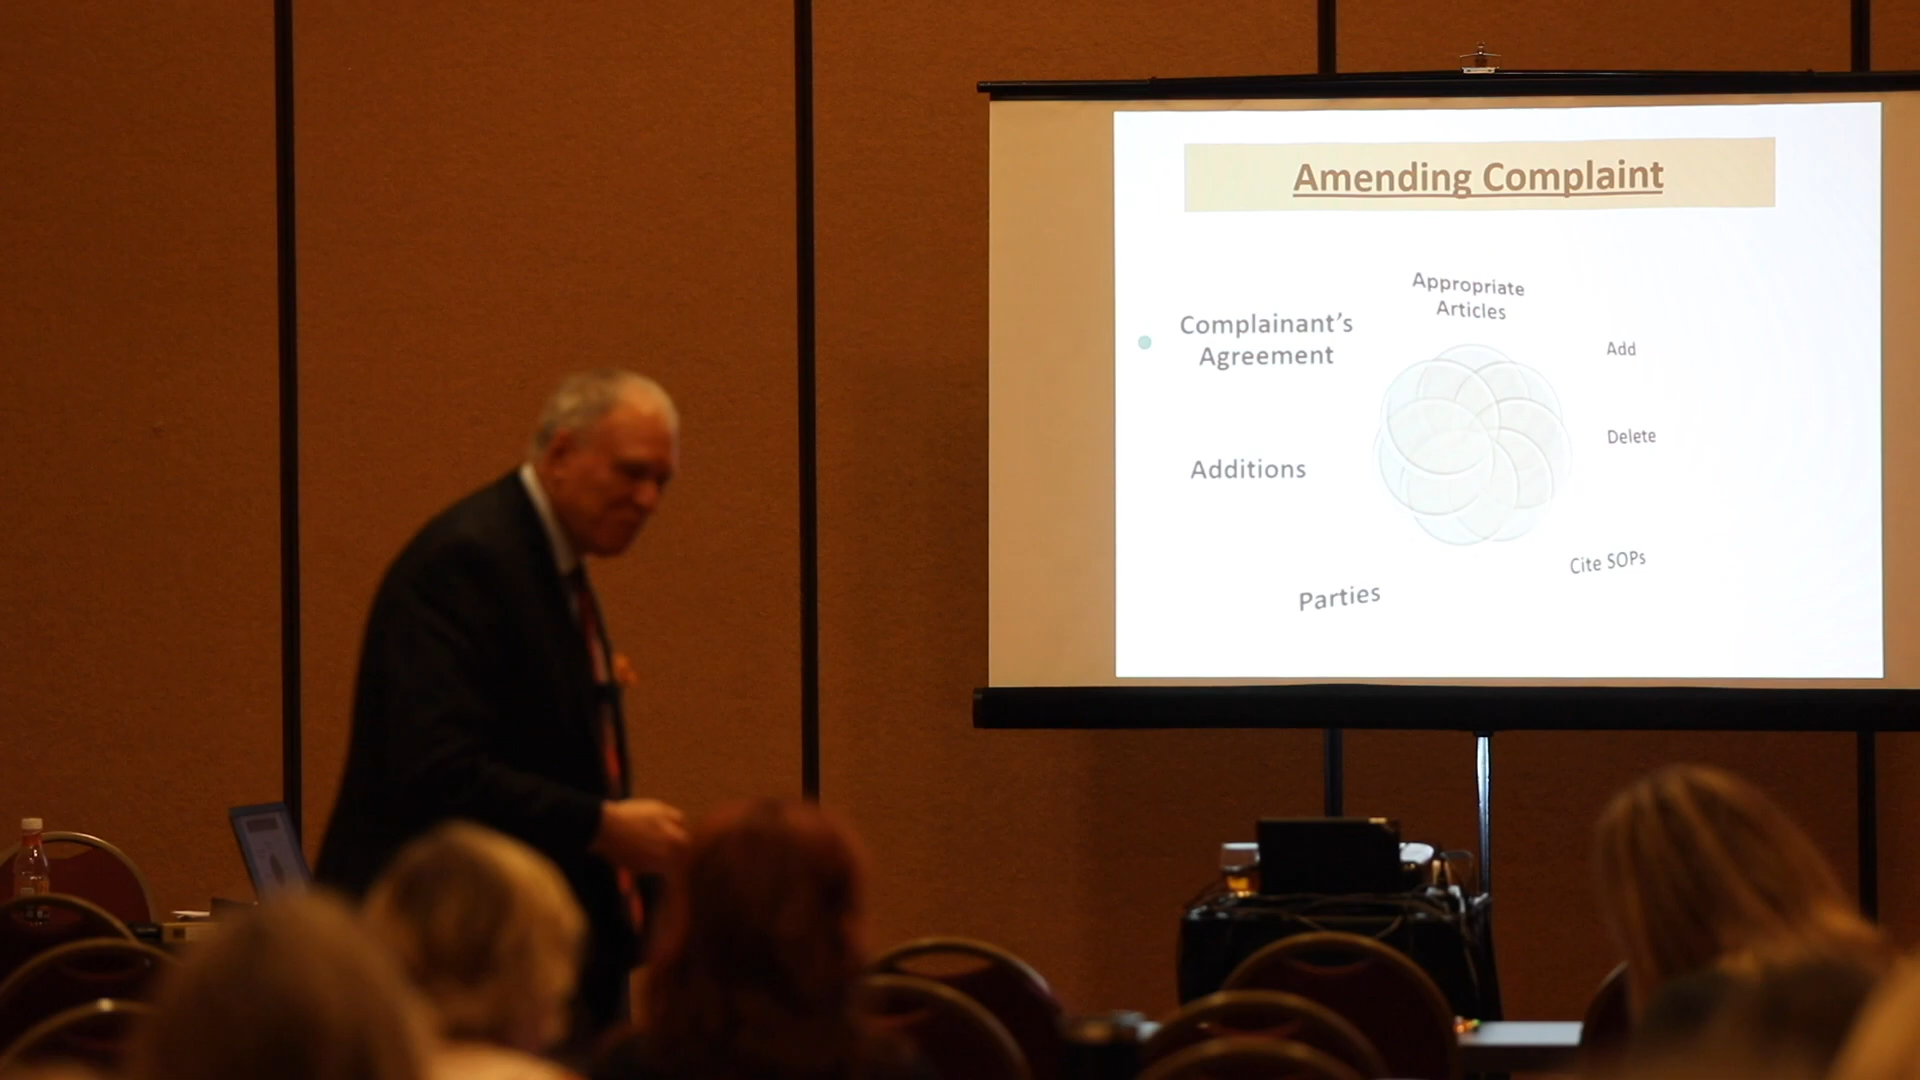 Amending Complaint
Appropriate
Articles
Complainant's
Agreement
Add
Delete
Additions
Cite SOPs
Parties